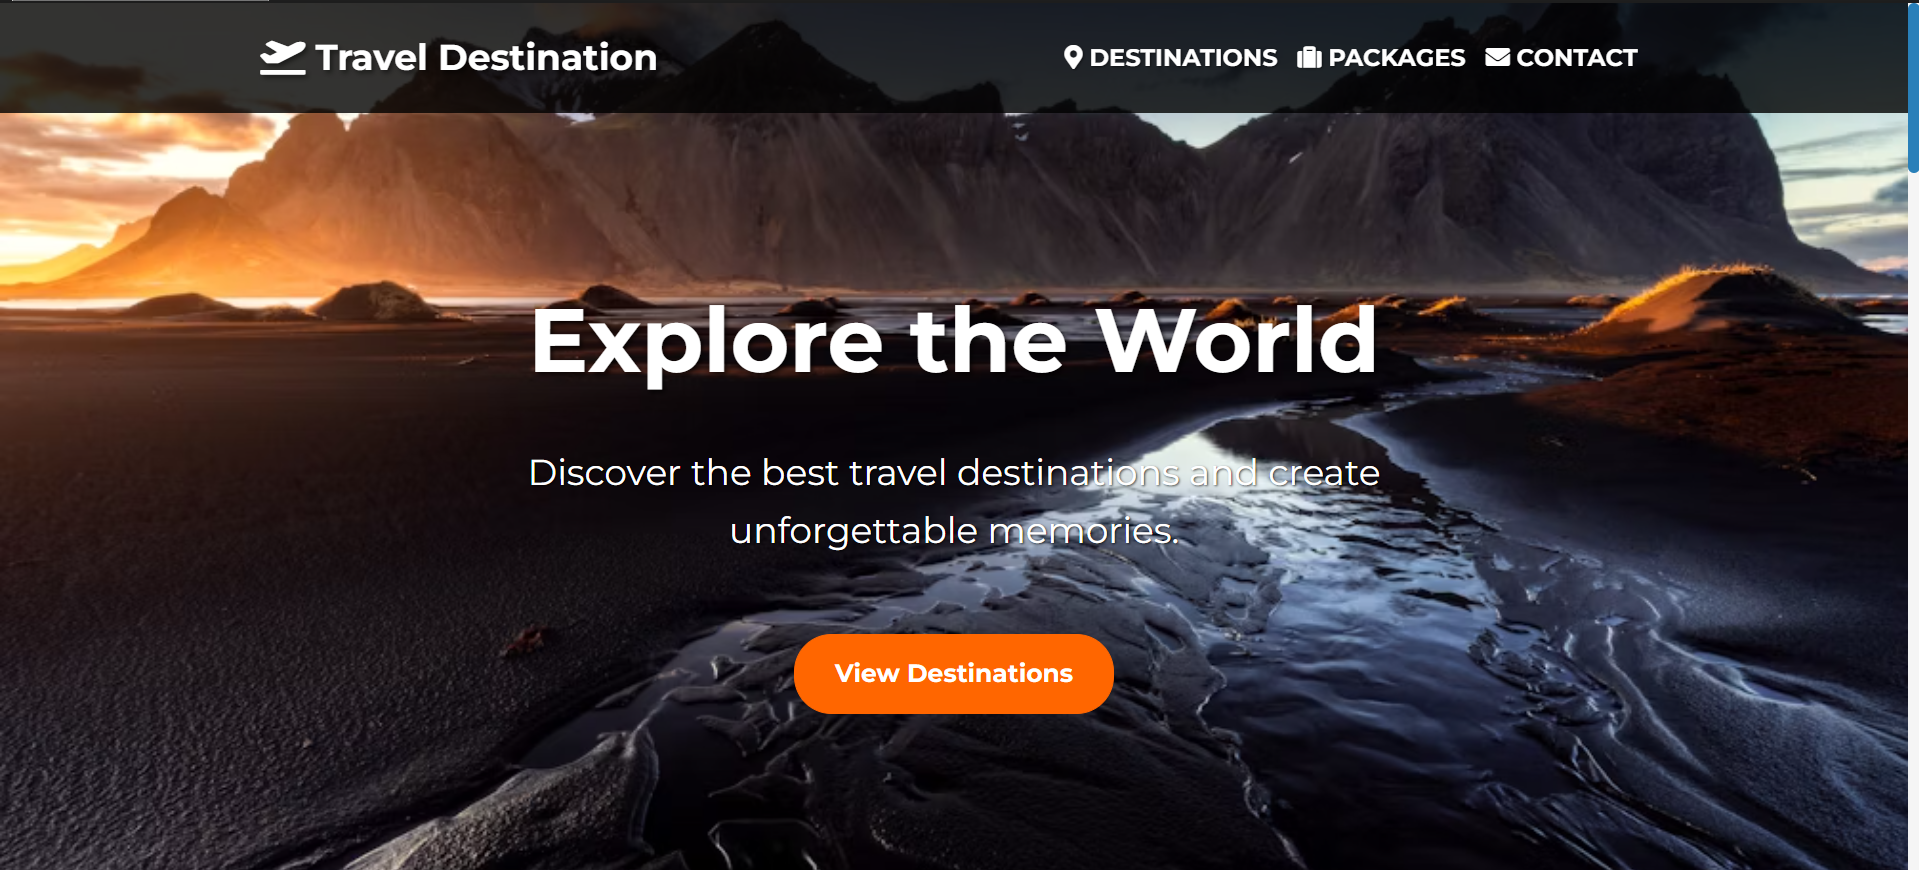 Travel Destination
DESTINATIONS PACKAGES CONTACT
Explore the World
Discover the best travel destinations and create
unforgettable memories.
View Destinations